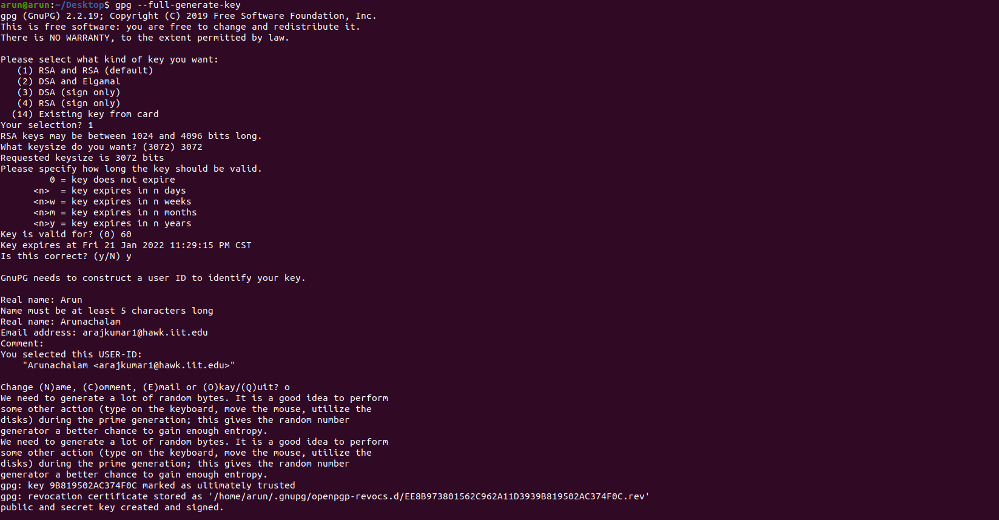 arun@arun:~/Desktop$ gpg --full-generate-key
gpg (GnuPG) 2.2.19; Copyright (C) 2019 Free Software Foundation, Inc.
This is free software: you are free to change and redistribute it.
There is NO WARRANTY, to the extent permitted by law.

Please select what kind of key you want:
   (1) RSA and RSA (default)
   (2) DSA and Elgamal
   (3) DSA (sign only)
   (4) RSA (sign only)
  (14) Existing key from card
Your selection? 1
RSA keys may be between 1024 and 4096 bits long.
What keysize do you want? (3072) 3072
Requested keysize is 3072 bits
Please specify how long the key should be valid.
         0 = key does not expire
      <n>  = key expires in n days
      <n>w = key expires in n weeks
      <n>m = key expires in n months
      <n>y = key expires in n years
Key is valid for? (0) 60
Key expires at Fri 21 Jan 2022 11:29:15 PM CST
Is this correct? (y/N) y

GnuPG needs to construct a user ID to identify your key.

Real name: Arun
Name must be at least 5 characters long
Real name: Arunachalam
Email address: arajkumar1@hawk.iit.edu
Comment:
You selected this USER-ID:
    "Arunachalam <arajkumar1@hawk.iit.edu>"

Change (N)ame, (C)omment, (E)mail or (O)kay/(Q)uit? o
We need to generate a lot of random bytes. It is a good idea to perform
some other action (type on the keyboard, move the mouse, utilize the
disks) during the prime generation; this gives the random number
generator a better chance to gain enough entropy.
We need to generate a lot of random bytes. It is a good idea to perform
some other action (type on the keyboard, move the mouse, utilize the
disks) during the prime generation; this gives the random number
generator a better chance to gain enough entropy.
gpg: key 9B819502AC374F0C marked as ultimately trusted
gpg: revocation certificate stored as '/home/arun/.gnupg/openpgp-revocs.d/EE8B973801562C962A11D3939B819502AC374F0C.rev'
public and secret key created and signed.